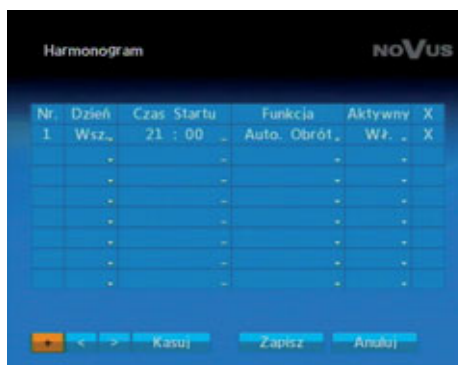 Harmonogram NOVUS
Nr. Dzień Czas Startu Funkcja Aktywny X
1 Wsz. 21 : 00 Auto. Obrót Wł. X
+ < > Kasuj Zapisz Anuluj